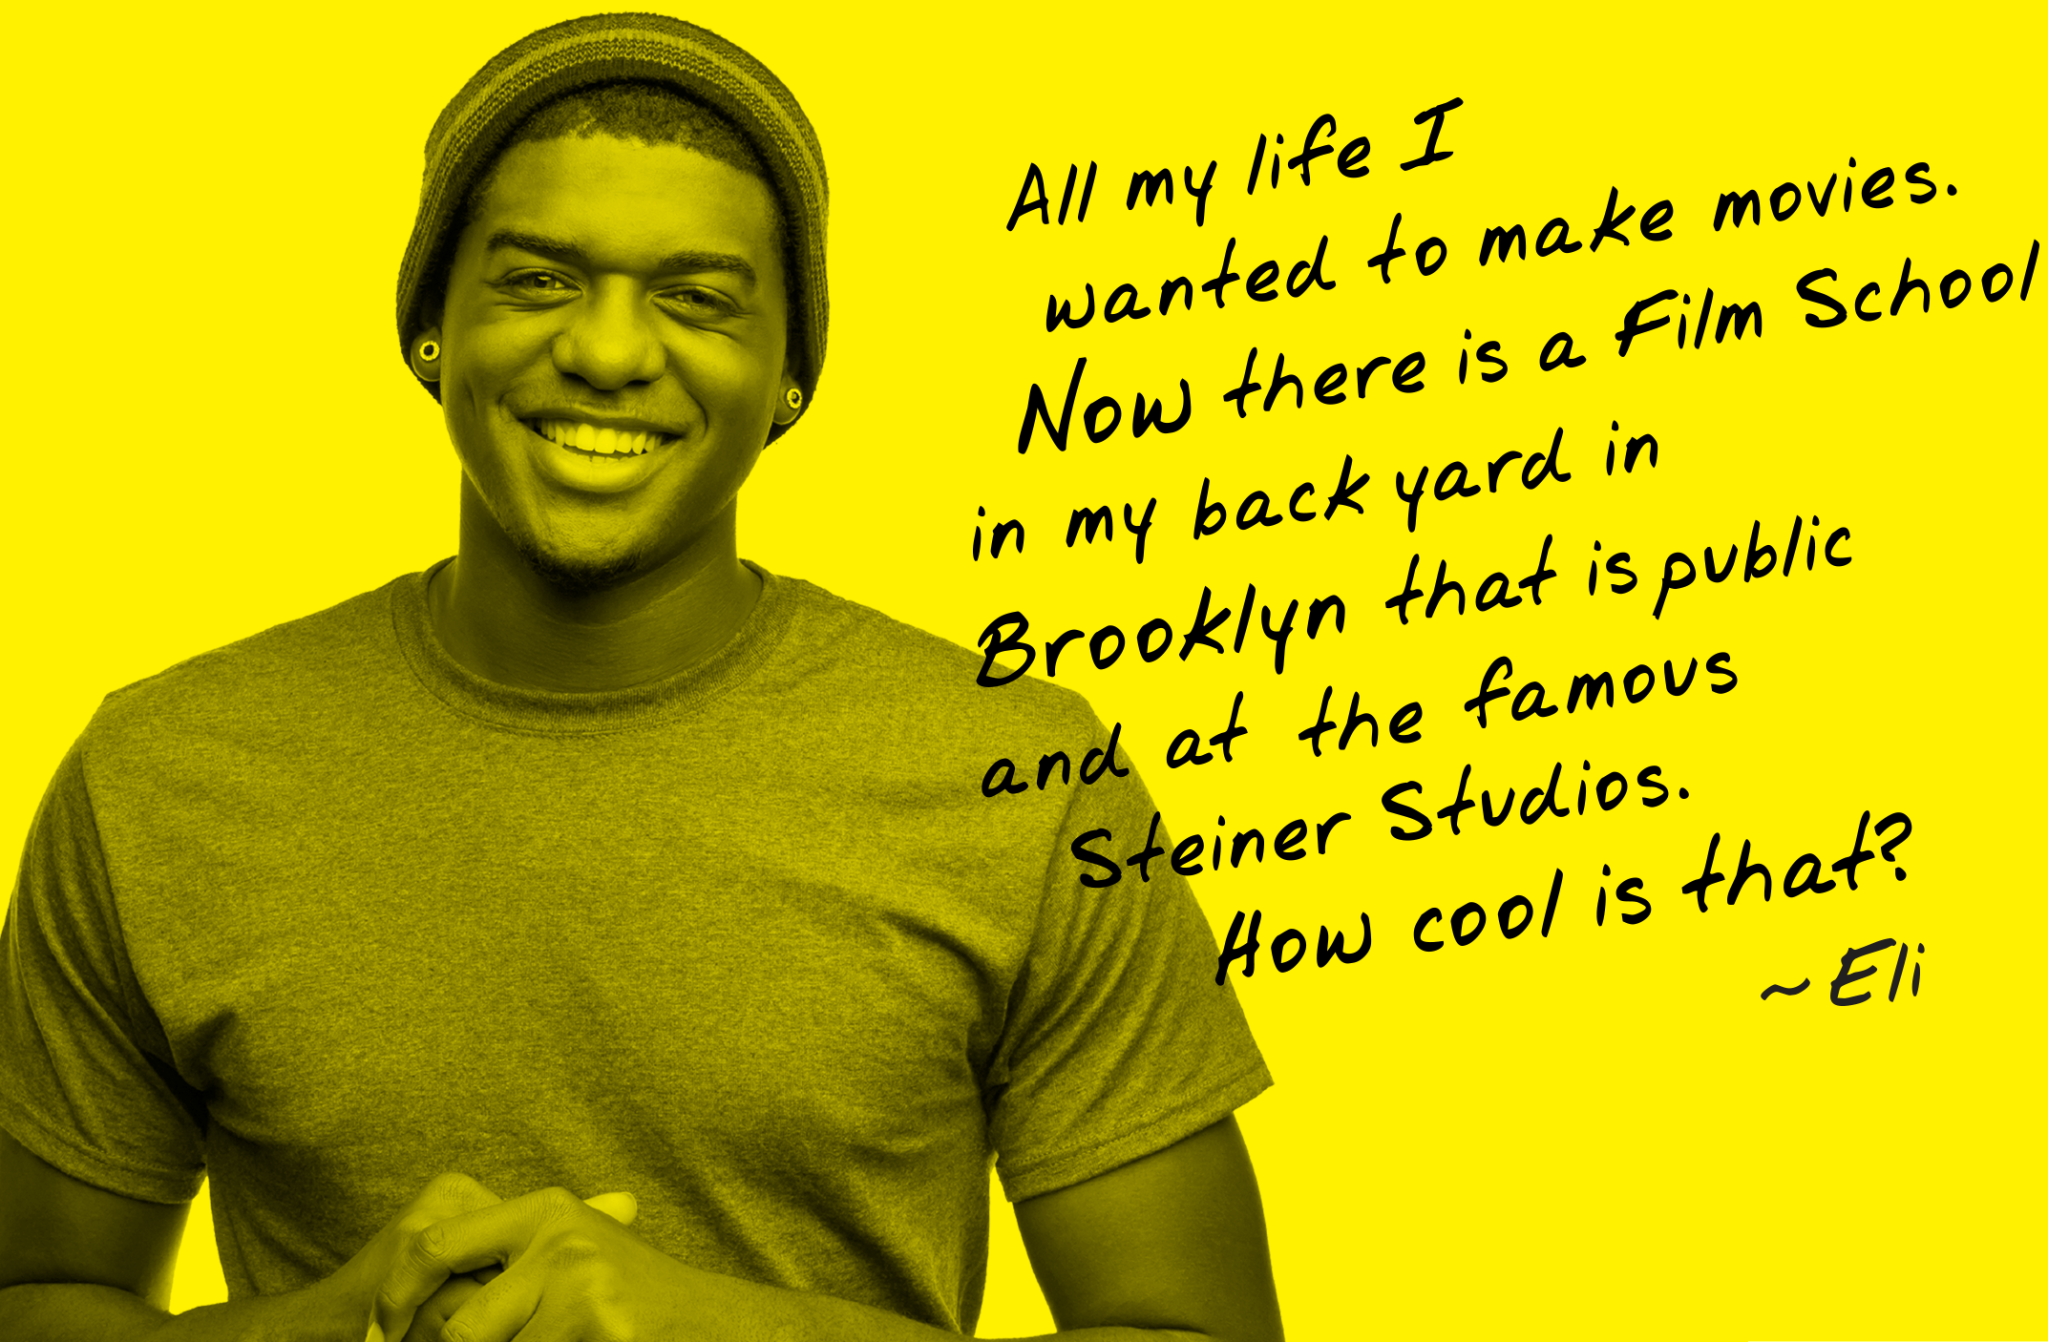 All my life I
wanted to make movies.
Now there is a Film School
in my back yard in
Brooklyn that is public
and at the famous
Steiner Studios.
How cool is that?
~Eli